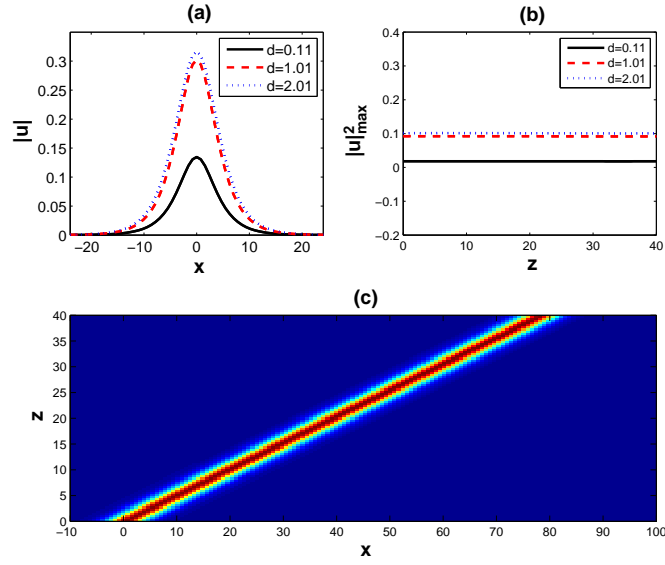 (a)
|u|
0.3
0.25
0.2
0.15
0.1
0.05
0
d=0.11
d=1.01
d=2.01
−20 −10 0 10 20
x
(b)
|u|²max
0.4
0.3
0.2
0.1
0
−0.1
−0.2
d=0.11
d=1.01
d=2.01
0 10 20 30 40
z
(c)
z
40
35
30
25
20
15
10
5
0
−10 0 10 20 30 40 50 60 70 80 90 100
x